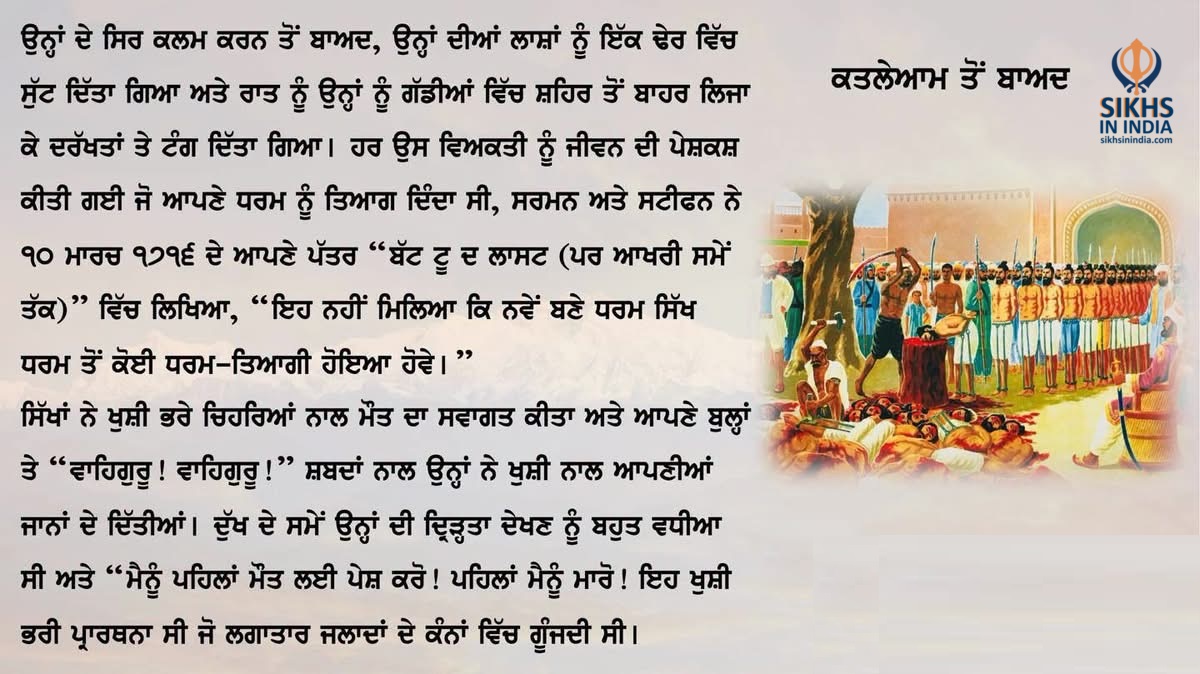 ਉਨ੍ਹਾਂ ਦੇ ਸਿਰ ਕਲਮ ਕਰਨ ਤੋਂ ਬਾਅਦ, ਉਨ੍ਹਾਂ ਦੀਆਂ ਲਾਸ਼ਾਂ ਨੂੰ ਇੱਕ ਢੇਰ ਵਿੱਚ
ਸੁੱਟ ਦਿੱਤਾ ਗਿਆ ਅਤੇ ਰਾਤ ਨੂੰ ਉਨ੍ਹਾਂ ਨੂੰ ਗੱਡੀਆਂ ਵਿੱਚ ਸ਼ਹਿਰ ਤੋਂ ਬਾਹਰ ਲਿਜਾ
ਕੇ ਦਰੱਖਤਾਂ ਤੇ ਟੰਗ ਦਿੱਤਾ ਗਿਆ। ਹਰ ਉਸ ਵਿਅਕਤੀ ਨੂੰ ਜੀਵਨ ਦੀ ਪੇਸ਼ਕਸ਼
ਕੀਤੀ ਗਈ ਜੋ ਆਪਣੇ ਧਰਮ ਨੂੰ ਤਿਆਗ ਦਿੰਦਾ ਸੀ, ਸਰਮਨ ਅਤੇ ਸਟੀਫਨ ਨੇ
੧੦ ਮਾਰਚ ੧੭੧੬ ਦੇ ਆਪਣੇ ਪੱਤਰ “ਬੱਟ ਟੂ ਦ ਲਾਸਟ (ਪਰ ਆਖਰੀ ਸਮੇਂ
ਤੱਕ)” ਵਿੱਚ ਲਿਖਿਆ, “ਇਹ ਨਹੀਂ ਮਿਲਿਆ ਕਿ ਨਵੇਂ ਬਣੇ ਧਰਮ ਸਿੱਖ
ਧਰਮ ਤੋਂ ਕੋਈ ਧਰਮ-ਤਿਆਗੀ ਹੋਇਆ ਹੋਵੇ।”
ਸਿੱਖਾਂ ਨੇ ਖੁਸ਼ੀ ਭਰੇ ਚਿਹਰਿਆਂ ਨਾਲ ਮੌਤ ਦਾ ਸਵਾਗਤ ਕੀਤਾ ਅਤੇ ਆਪਣੇ ਬੁਲ੍ਹਾਂ
ਤੇ “ਵਾਹਿਗੁਰੂ! ਵਾਹਿਗੁਰੂ!” ਸ਼ਬਦਾਂ ਨਾਲ ਉਨ੍ਹਾਂ ਨੇ ਖੁਸ਼ੀ ਨਾਲ ਆਪਣੀਆਂ
ਜਾਨਾਂ ਦੇ ਦਿੱਤੀਆਂ। ਦੁੱਖ ਦੇ ਸਮੇਂ ਉਨ੍ਹਾਂ ਦੀ ਦ੍ਰਿੜ੍ਹਤਾ ਦੇਖਣ ਨੂੰ ਬਹੁਤ ਵਧੀਆ
ਸੀ ਅਤੇ “ਮੈਨੂੰ ਪਹਿਲਾਂ ਮੌਤ ਲਈ ਪੇਸ਼ ਕਰੋ! ਪਹਿਲਾਂ ਮੈਨੂੰ ਮਾਰੋ! ਇਹ ਖੁਸ਼ੀ
ਭਰੀ ਪ੍ਰਾਰਥਨਾ ਸੀ ਜੋ ਲਗਾਤਾਰ ਜਲਾਦਾਂ ਦੇ ਕੰਨਾਂ ਵਿੱਚ ਗੂੰਜਦੀ ਸੀ।
ਕਤਲੇਆਮ ਤੋਂ ਬਾਅਦ
SIKHS
IN INDIA
sikhsinindia.com